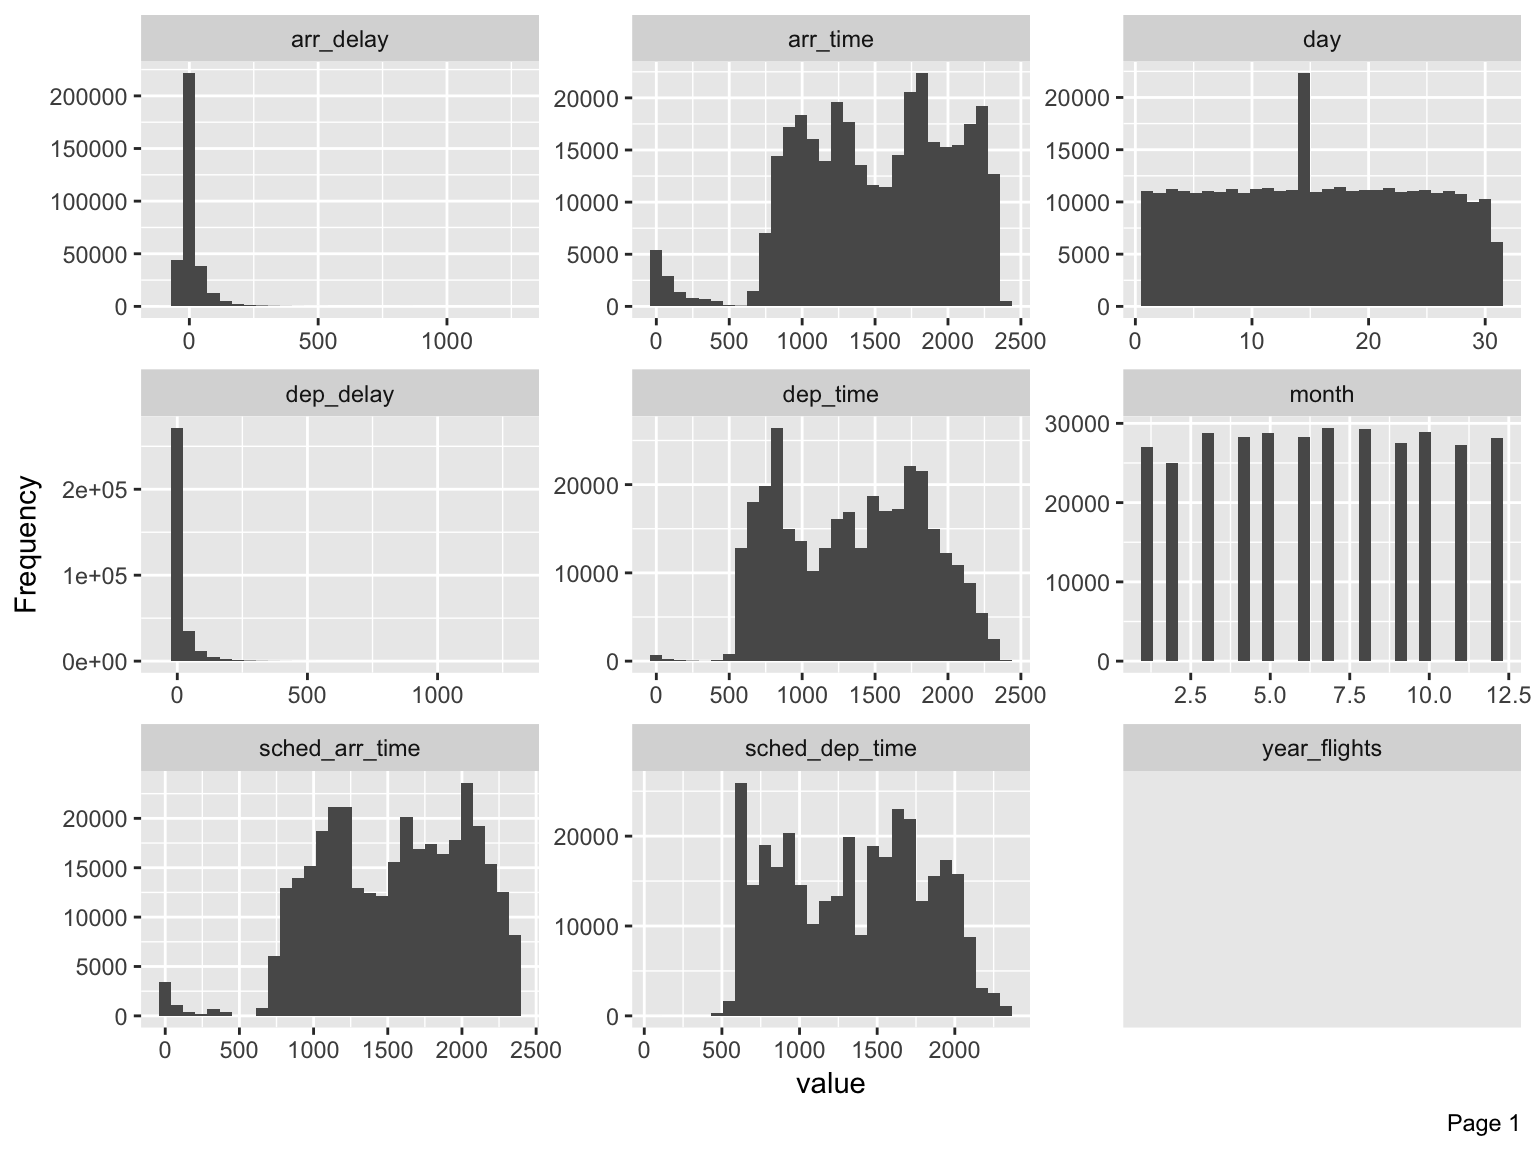 arr_delay
200000
150000
100000
50000
0
0 500 1000
arr_time
20000
15000
10000
5000
0
0 500 1000 1500 2000 2500
day
20000
15000
10000
5000
0
0 10 20 30
Frequency
dep_delay
2e+05
1e+05
0e+00
0 500 1000
dep_time
20000
10000
0
0 500 1000 1500 2000 2500
month
30000
20000
10000
0
2.5 5.0 7.5 10.0 12.5
sched_arr_time
20000
15000
10000
5000
0
0 500 1000 1500 2000 2500
sched_dep_time
20000
10000
0
0 500 1000 1500 2000
year_flights
value
Page 1